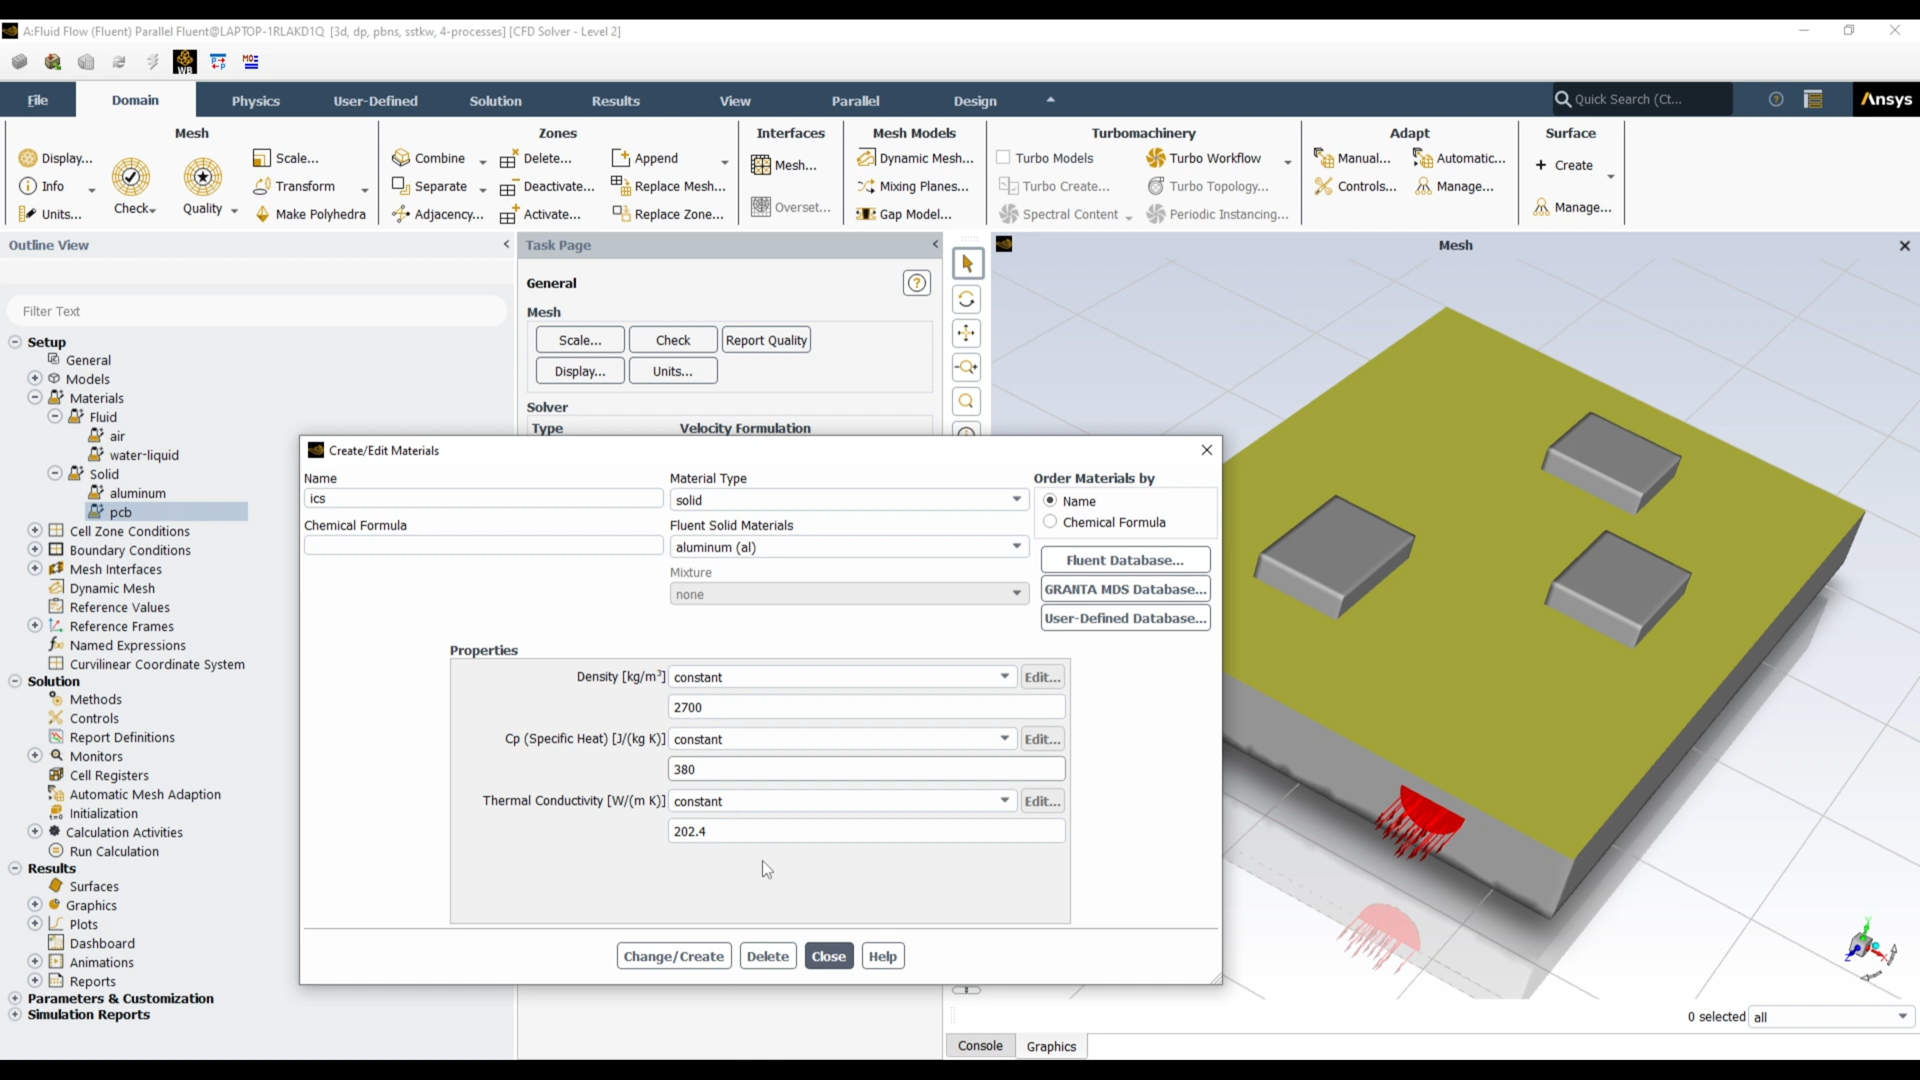 A:Fluid Flow (Fluent) Parallel Fluent@LAPTOP-1RLAKD1Q [3d, dp, pbns, sstkw, 4-processes] [CFD Solver - Level 2]
WB
File Domain Physics User-Defined Solution Results View Parallel Design Quick Search (Ct... Ansys
Mesh Zones Interfaces Mesh Models Turbomachinery Adapt Surface
Display... Scale... Combine Delete... Append Mesh... Dynamic Mesh... Turbo Models Turbo Workflow Manual... Automatic... Create
Info Transform Separate Deactivate... Replace Mesh... Mixing Planes... Turbo Create... Turbo Topology... Controls... Manage...
Units... Check Quality Make Polyhedra Adjacency... Activate... Replace Zone... Overset... Gap Model... Spectral Content Periodic Instancing... Manage...
Outline View Task Page Mesh
Filter Text
Setup
General
Models
Materials
Fluid
air
water-liquid
Solid
aluminum
pcb
Cell Zone Conditions
Boundary Conditions
Mesh Interfaces
Dynamic Mesh
Reference Values
Reference Frames
Named Expressions
Curvilinear Coordinate System
Solution
Methods
Controls
Report Definitions
Monitors
Cell Registers
Automatic Mesh Adaption
Initialization
Calculation Activities
Run Calculation
Results
Surfaces
Graphics
Plots
Dashboard
Animations
Reports
Parameters & Customization
Simulation Reports
General
Mesh
Scale... Check Report Quality
Display... Units...
Solver
Type Velocity Formulation
Create/Edit Materials
Name Material Type Order Materials by
ics solid Name
Chemical Formula Fluent Solid Materials Chemical Formula
aluminum (al) Fluent Database...
Mixture GRANTA MDS Database...
none User-Defined Database...
Properties
Density [kg/m³] constant Edit...
2700
Cp (Specific Heat) [J/(kg K)] constant Edit...
380
Thermal Conductivity [W/(m K)] constant Edit...
202.4
Change/Create Delete Close Help
0 selected all
Console Graphics